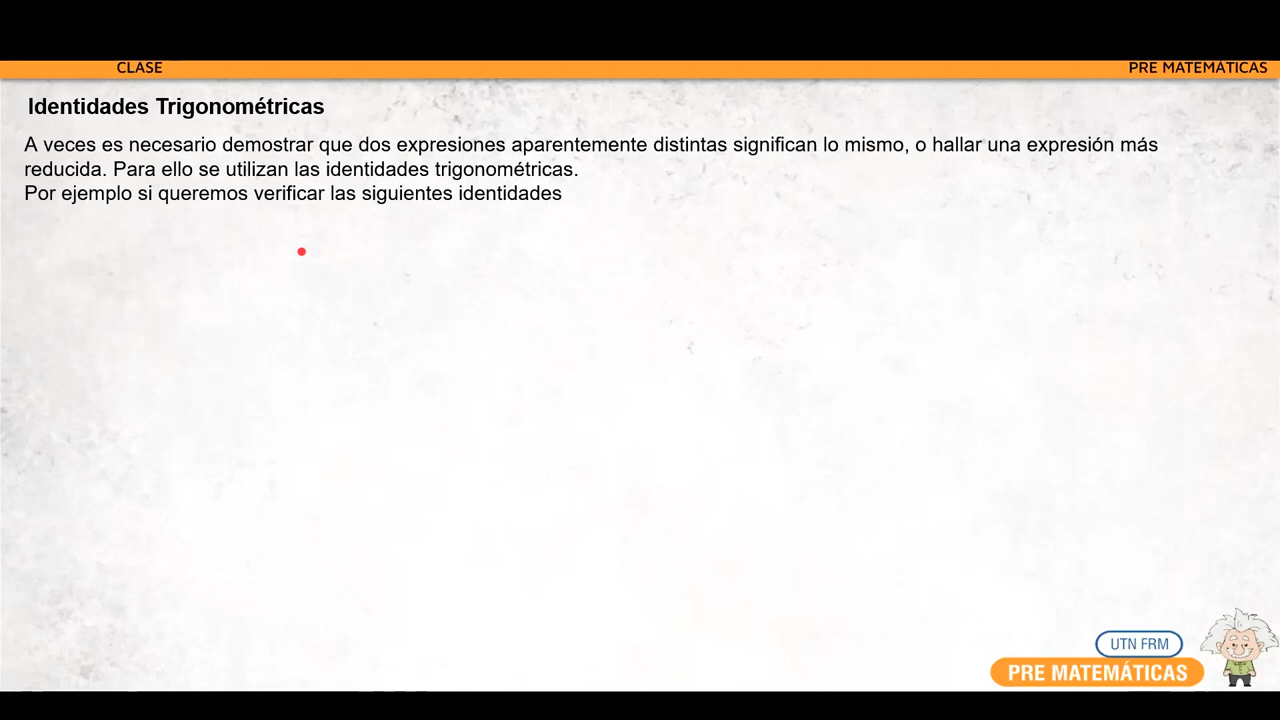 CLASE
PRE MATEMÁTICAS
Identidades Trigonométricas
A veces es necesario demostrar que dos expresiones aparentemente distintas significan lo mismo, o hallar una expresión más
reducida. Para ello se utilizan las identidades trigonométricas.
Por ejemplo si queremos verificar las siguientes identidades
UTN FRM
PRE MATEMÁTICAS